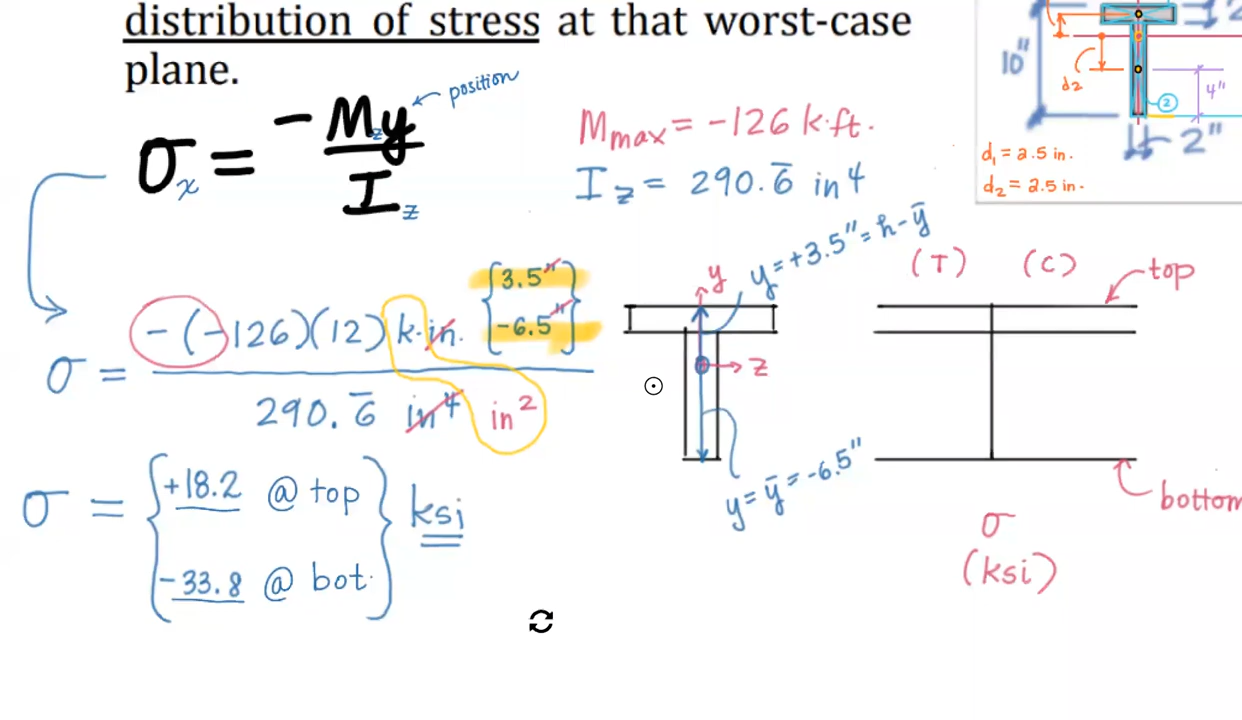 distribution of stress at that worst-case
plane.
σx = -Mzy / Iz
position
Mmax = -126 k·ft.
Iz = 290.6̅ in⁴
10"
d2
②
4"
2"
d₁ = 2.5 in.
d₂ = 2.5 in.
σ = -(-126)(12) k·in. {3.5" -6.5"} / 290.6̅ in⁴ in²
y
y = +3.5" = h - ȳ
z
y = ȳ = -6.5"
(T) (C)
top
bottom
σ
(ksi)
σ = {+18.2 @ top
-33.8 @ bot.} ksi